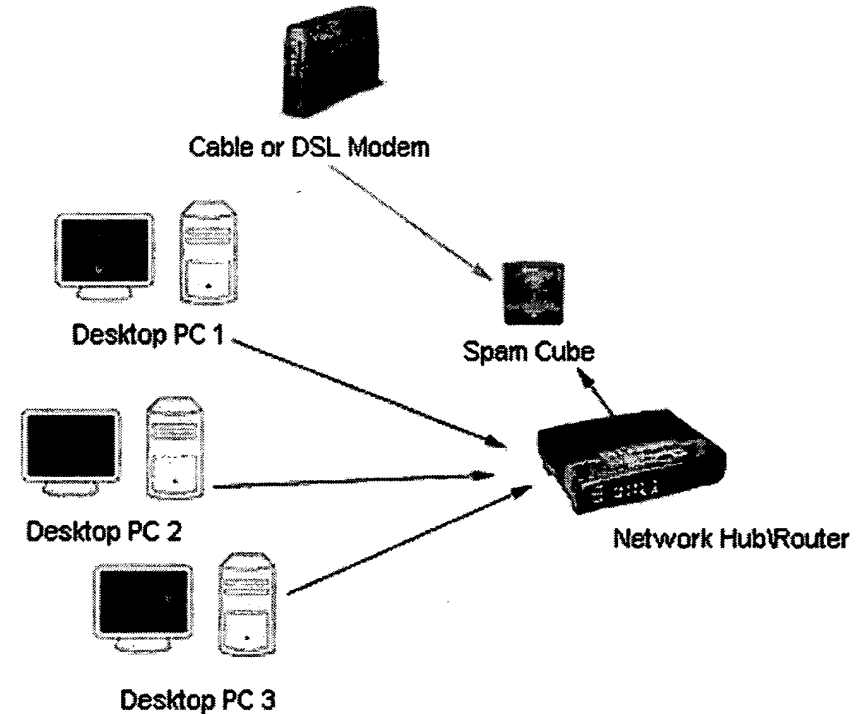 Cable or DSL Modem
Desktop PC 1
Spam Cube
Desktop PC 2
Network Hub\Router
Desktop PC 3